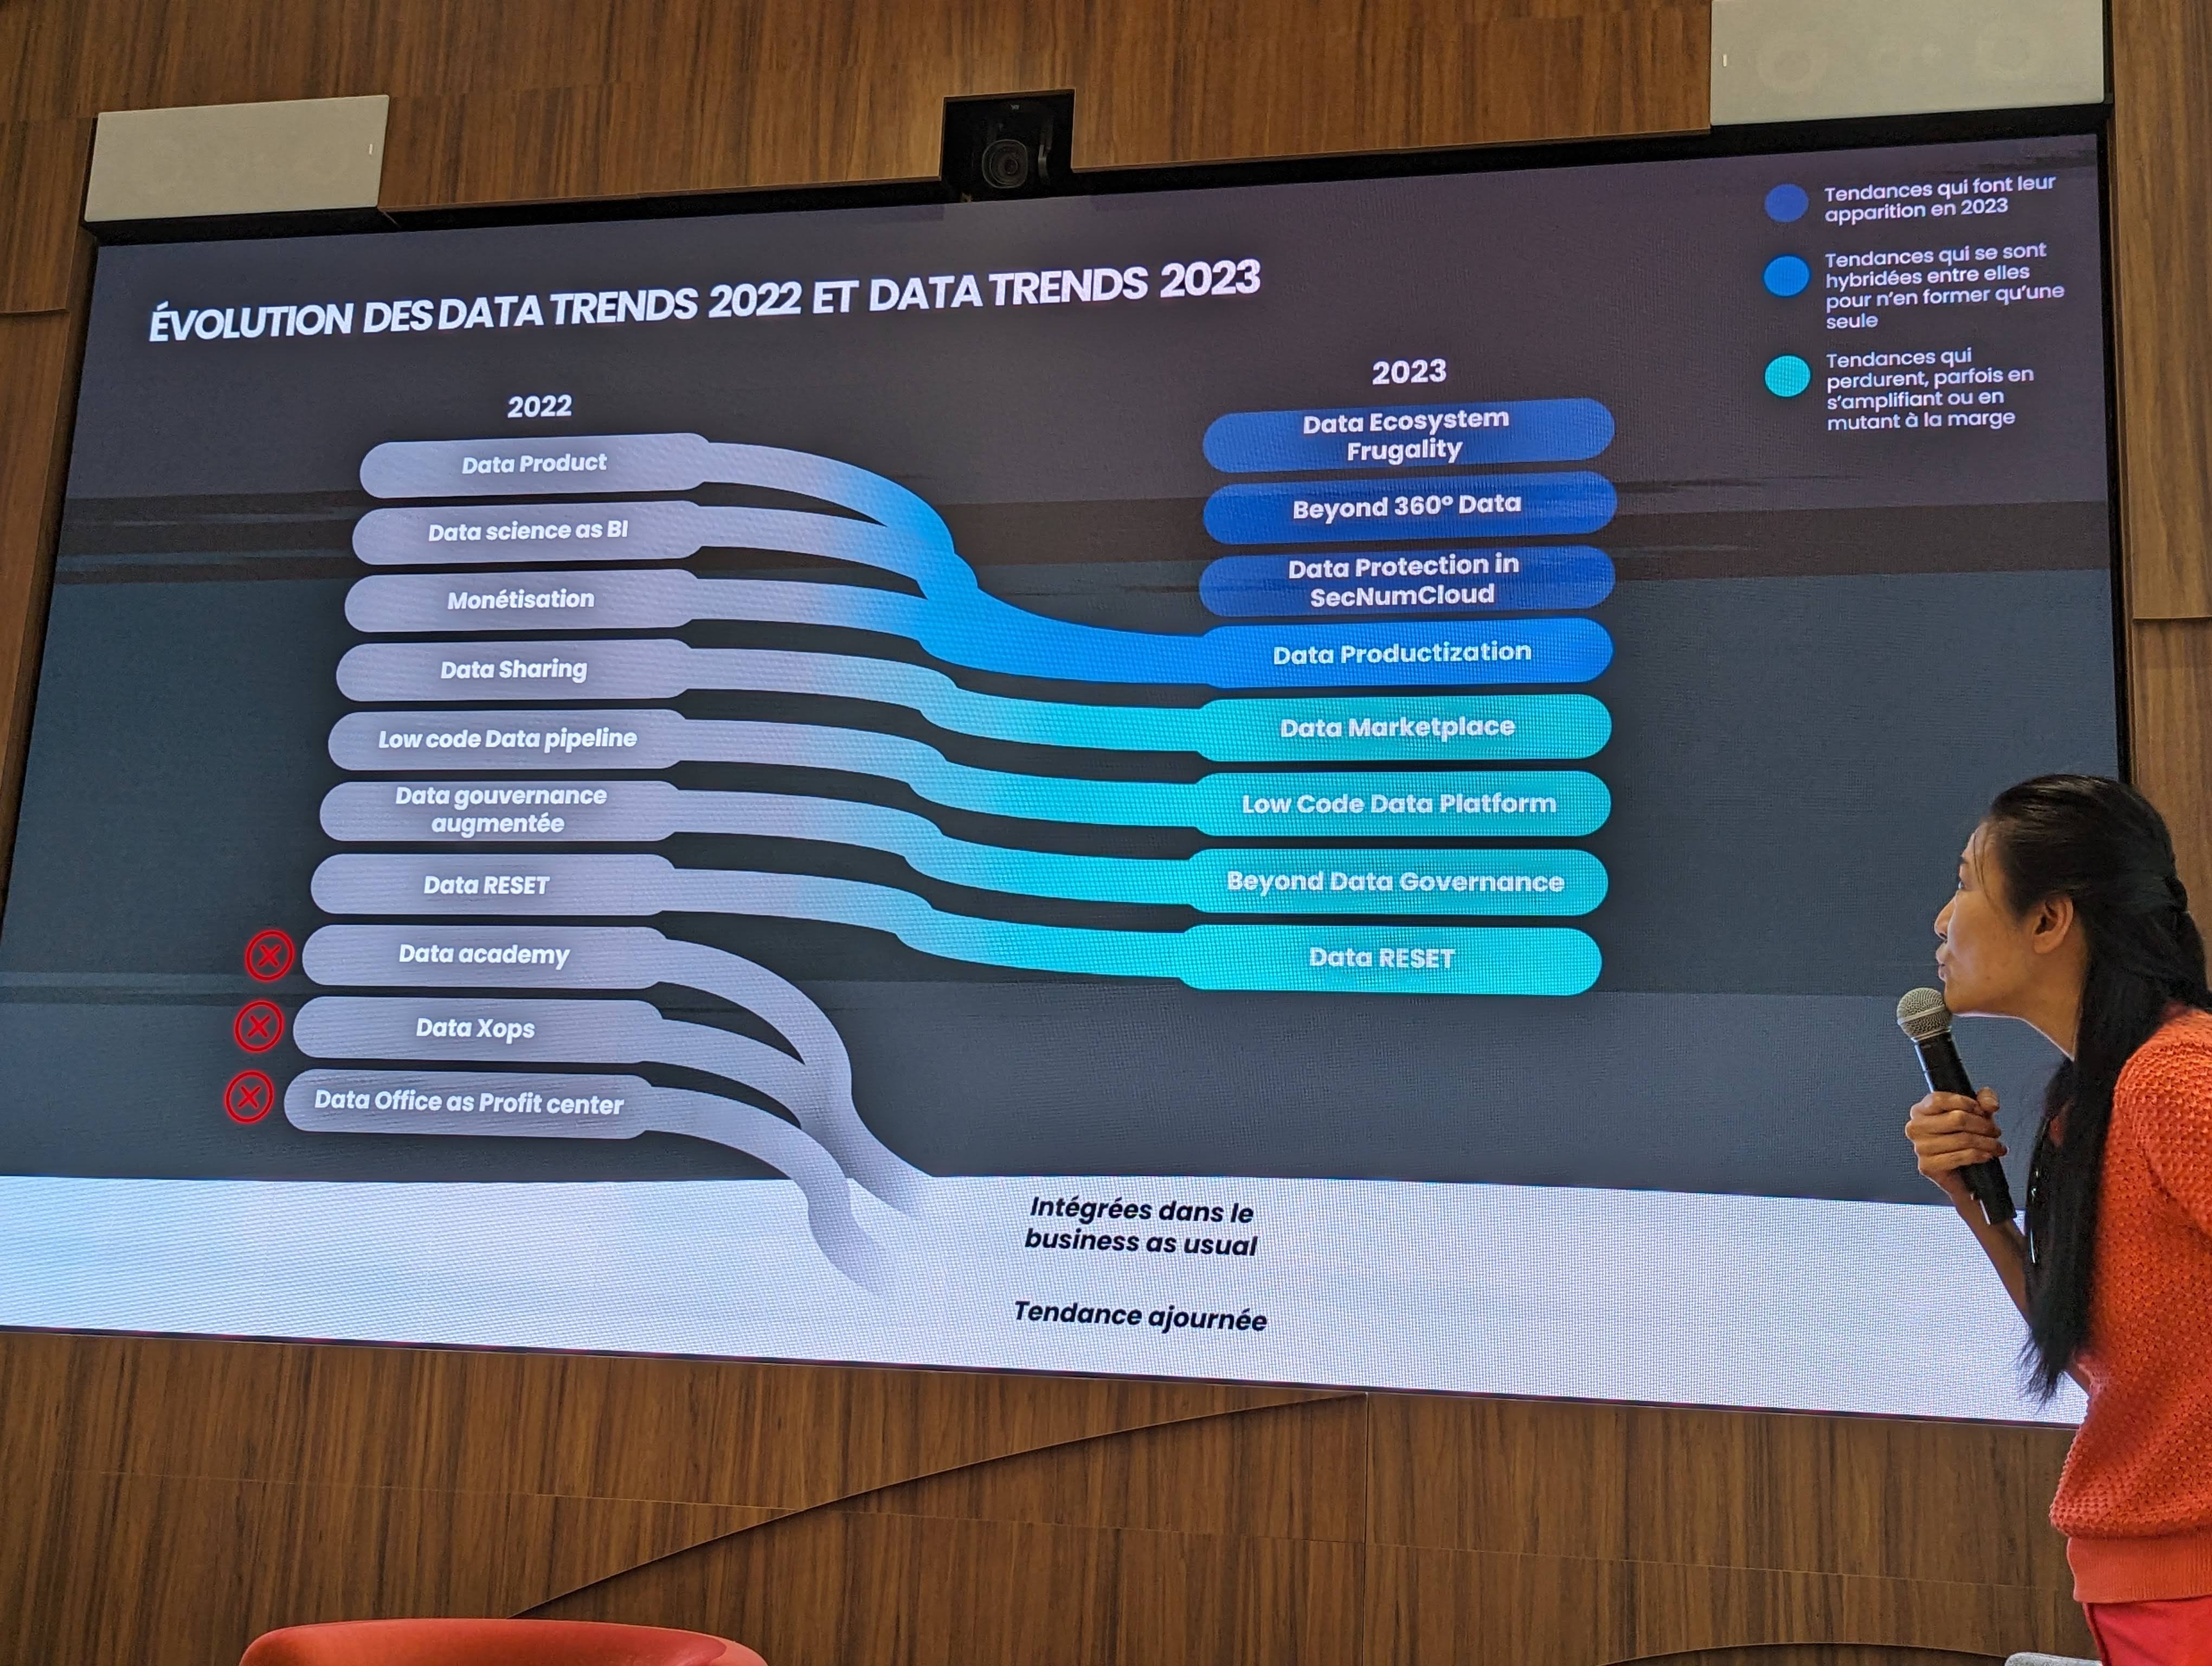 ÉVOLUTION DES DATA TRENDS 2022 ET DATA TRENDS 2023
Tendances qui font leur
apparition en 2023
Tendances qui se sont
hybridées entre elles
pour n'en former qu'une
seule
Tendances qui
perdurent, parfois en
s'amplifiant ou en
mutant à la marge
2022
Data Product
Data science as BI
Monétisation
Data Sharing
Low code Data pipeline
Data gouvernance
augmentée
Data RESET
Data academy
Data Xops
Data Office as Profit center
2023
Data Ecosystem
Frugality
Beyond 360° Data
Data Protection in
SecNumCloud
Data Productization
Data Marketplace
Low Code Data Platform
Beyond Data Governance
Data RESET
Intégrées dans le
business as usual
Tendance ajournée